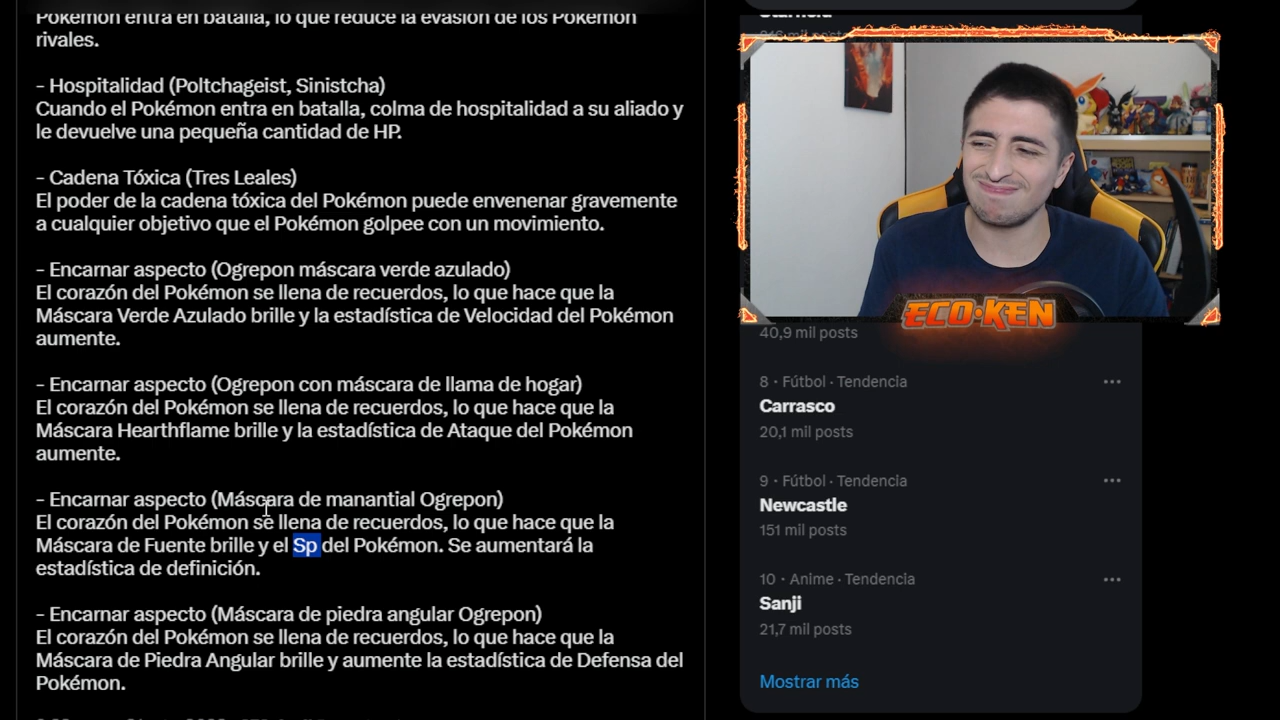 Pokémon entra en batalla, lo que reduce la evasión de los Pokémon
rivales.
- Hospitalidad (Poltchageist, Sinistcha)
Cuando el Pokémon entra en batalla, colma de hospitalidad a su aliado y
le devuelve una pequeña cantidad de HP.
- Cadena Tóxica (Tres Leales)
El poder de la cadena tóxica del Pokémon puede envenenar gravemente
a cualquier objetivo que el Pokémon golpee con un movimiento.
- Encarnar aspecto (Ogrepon máscara verde azulado)
El corazón del Pokémon se llena de recuerdos, lo que hace que la
Máscara Verde Azulado brille y la estadística de Velocidad del Pokémon
aumente.
- Encarnar aspecto (Ogrepon con máscara de llama de hogar)
El corazón del Pokémon se llena de recuerdos, lo que hace que la
Máscara Hearthflame brille y la estadística de Ataque del Pokémon
aumente.
- Encarnar aspecto (Máscara de manantial Ogrepon)
El corazón del Pokémon se llena de recuerdos, lo que hace que la
Máscara de Fuente brille y el Sp del Pokémon. Se aumentará la
estadística de definición.
- Encarnar aspecto (Máscara de piedra angular Ogrepon)
El corazón del Pokémon se llena de recuerdos, lo que hace que la
Máscara de Piedra Angular brille y aumente la estadística de Defensa del
Pokémon.
Starfield
ECO·KEN
40,9 mil posts
8 · Fútbol · Tendencia
Carrasco
20,1 mil posts
9 · Fútbol · Tendencia
Newcastle
151 mil posts
10 · Anime · Tendencia
Sanji
21,7 mil posts
Mostrar más